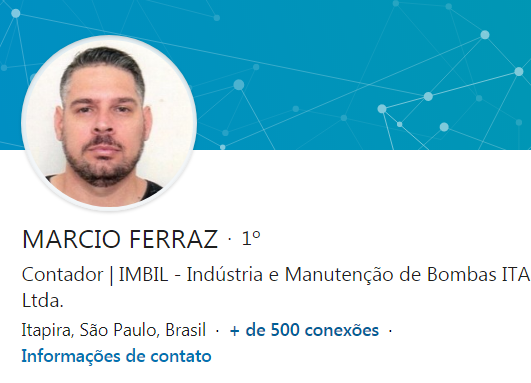 MARCIO FERRAZ · 1º
Contador | IMBIL - Indústria e Manutenção de Bombas ITA
Ltda.
Itapira, São Paulo, Brasil · + de 500 conexões ·
Informações de contato